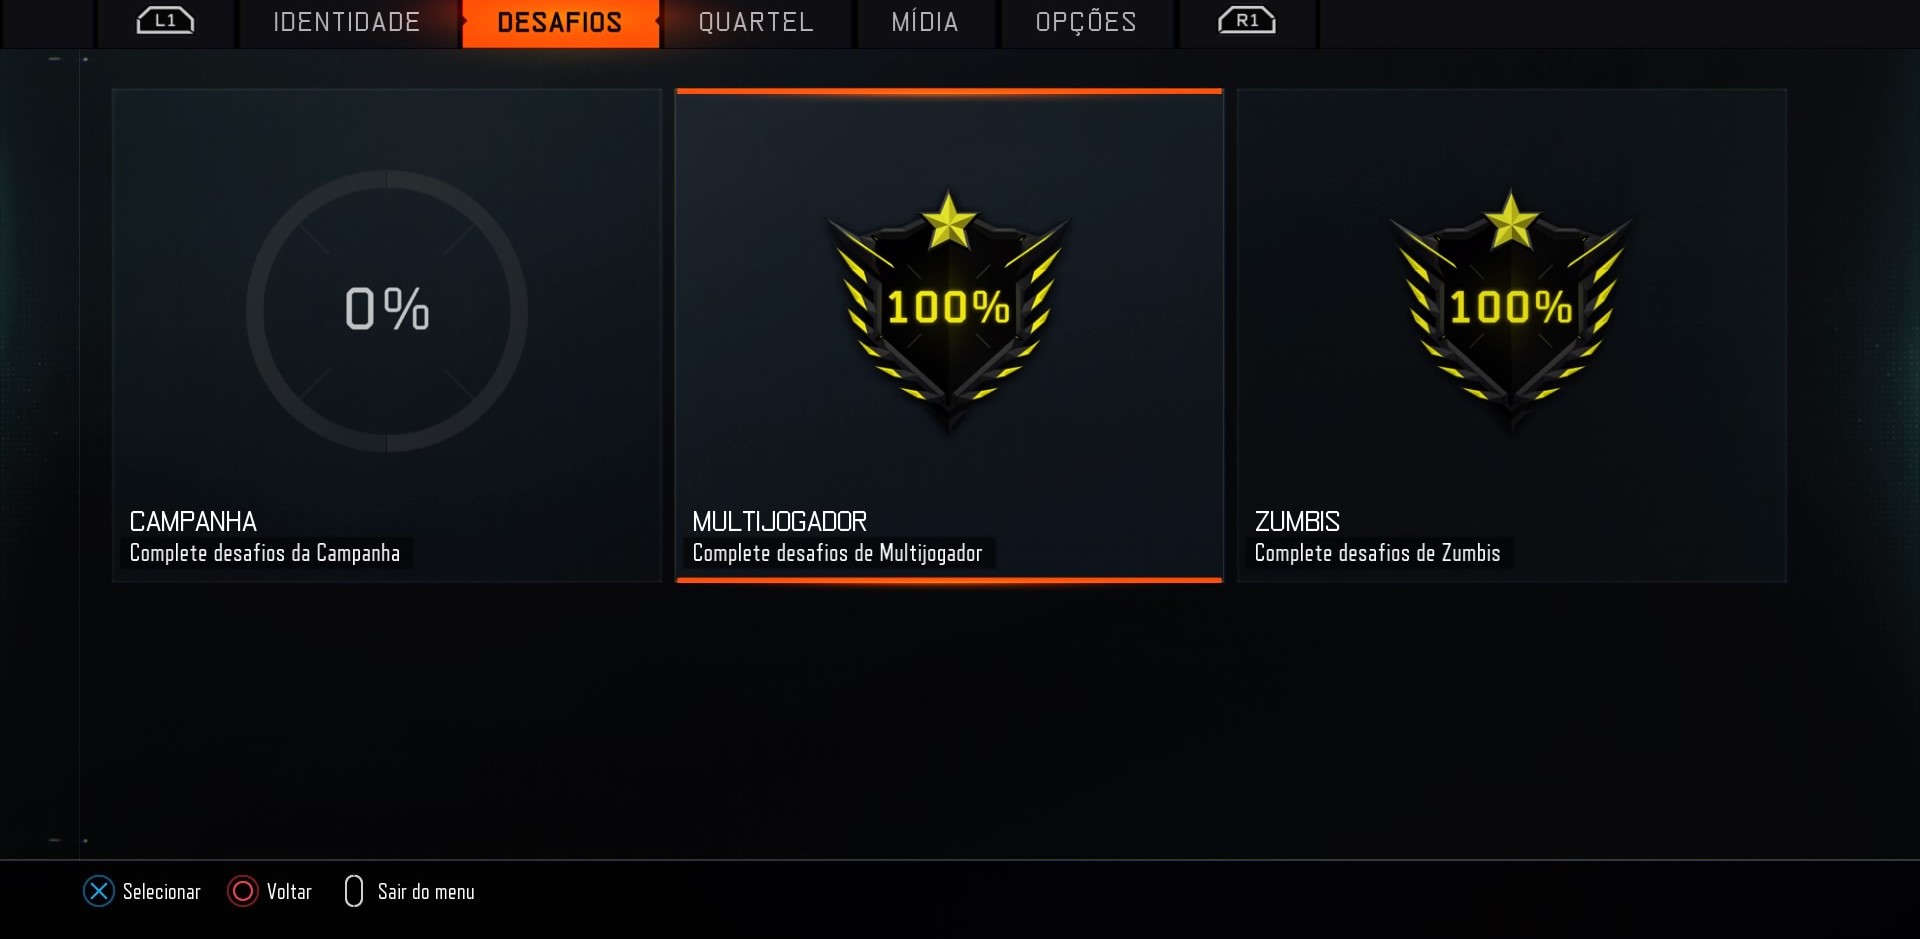 L1 IDENTIDADE DESAFIOS QUARTEL MÍDIA OPÇÕES R1
0%
100%
100%
CAMPANHA
Complete desafios da Campanha
MULTIJOGADOR
Complete desafios de Multijogador
ZUMBIS
Complete desafios de Zumbis
Selecionar Voltar Sair do menu